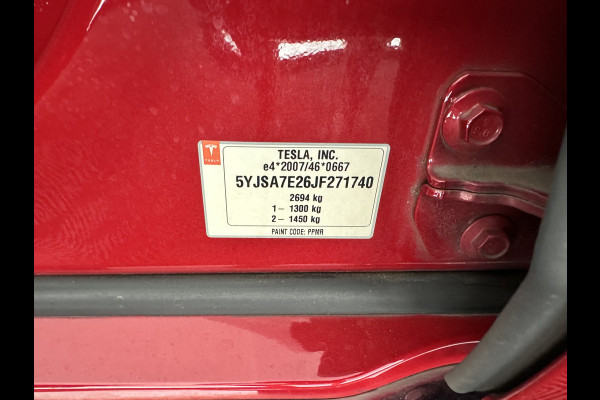 TESLA, INC.
e4*2007/46*0667
5YJSA7E26JF271740
2694 kg
1 – 1300 kg
2 – 1450 kg
PAINT CODE: PPMR